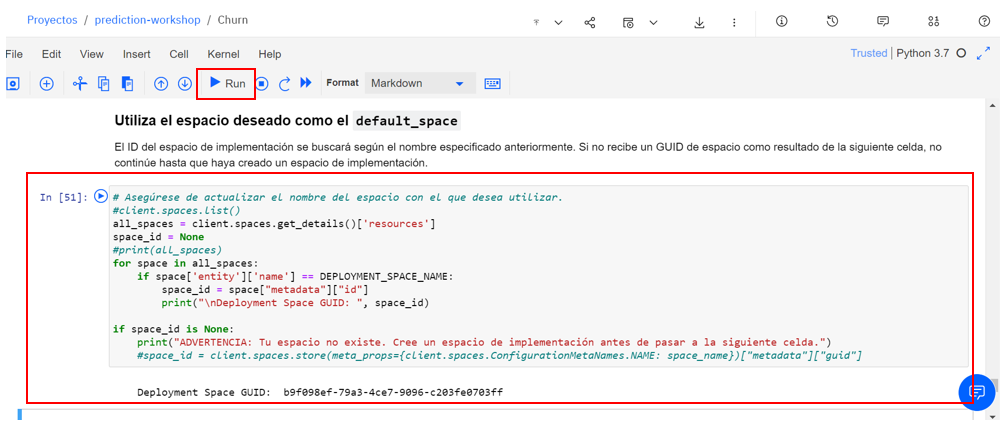 Proyectos / prediction-workshop / Churn
File Edit View Insert Cell Kernel Help
Trusted | Python 3.7
Run Format Markdown
Utiliza el espacio deseado como el default_space
El ID del espacio de implementación se buscará según el nombre especificado anteriormente. Si no recibe un GUID de espacio como resultado de la siguiente celda, no
continúe hasta que haya creado un espacio de implementación.
In [51]:
# Asegúrese de actualizar el nombre del espacio con el que desea utilizar.
#client.spaces.list()
all_spaces = client.spaces.get_details()['resources']
space_id = None
#print(all_spaces)
for space in all_spaces:
    if space['entity']['name'] == DEPLOYMENT_SPACE_NAME:
        space_id = space["metadata"]["id"]
        print("\nDeployment Space GUID: ", space_id)
if space_id is None:
    print("ADVERTENCIA: Tu espacio no existe. Cree un espacio de implementación antes de pasar a la siguiente celda.")
    #space_id = client.spaces.store(meta_props={client.spaces.ConfigurationMetaNames.NAME: space_name})["metadata"]["guid"]
Deployment Space GUID:  b9f098ef-79a3-4ce7-9096-c203fe0703ff